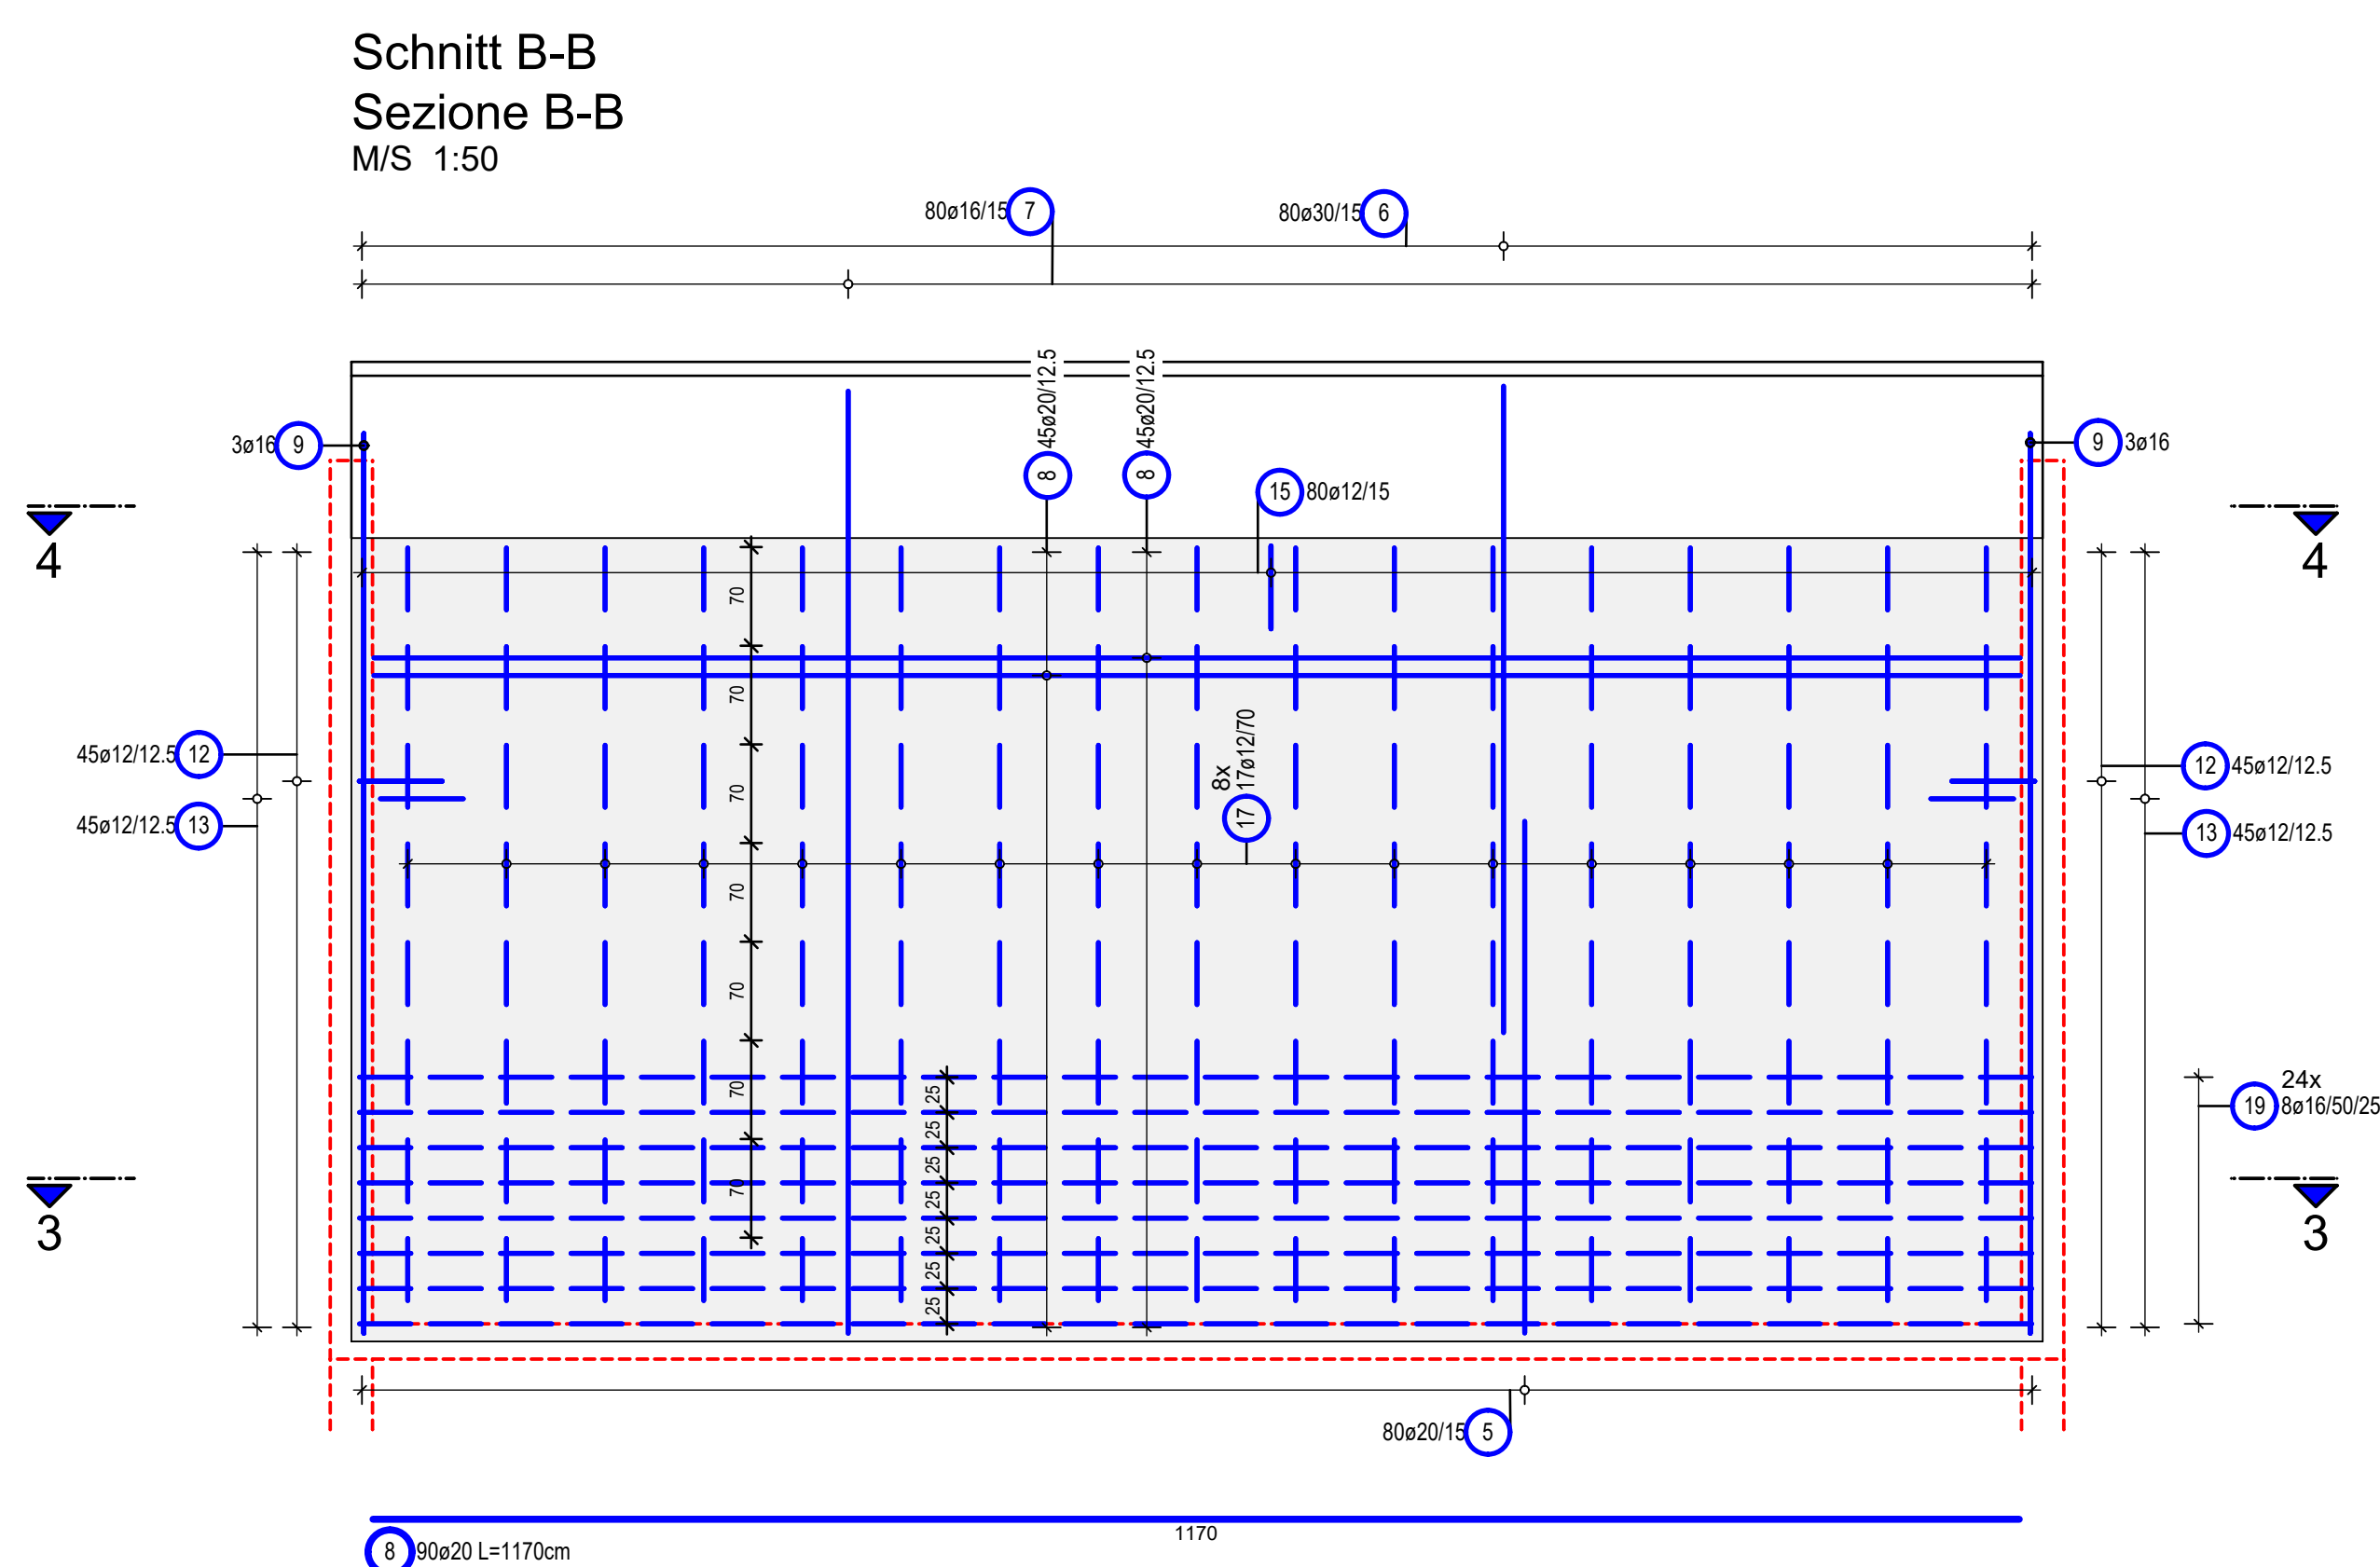 Schnitt B-B
Sezione B-B
M/S 1:50
80ø16/15 7
80ø30/15 6
45ø20/12.5 8
45ø20/12.5 8
3ø16 9
9 3ø16
15 80ø12/15
4
4
70
70
70
70
70
70
70
8x
17 17ø12/70
45ø12/12.5 12
12 45ø12/12.5
45ø12/12.5 13
13 45ø12/12.5
24x
19 8ø16/50/25
25
25
25
25
25
25
25
3
3
80ø20/15 5
1170
8 90ø20 L=1170cm